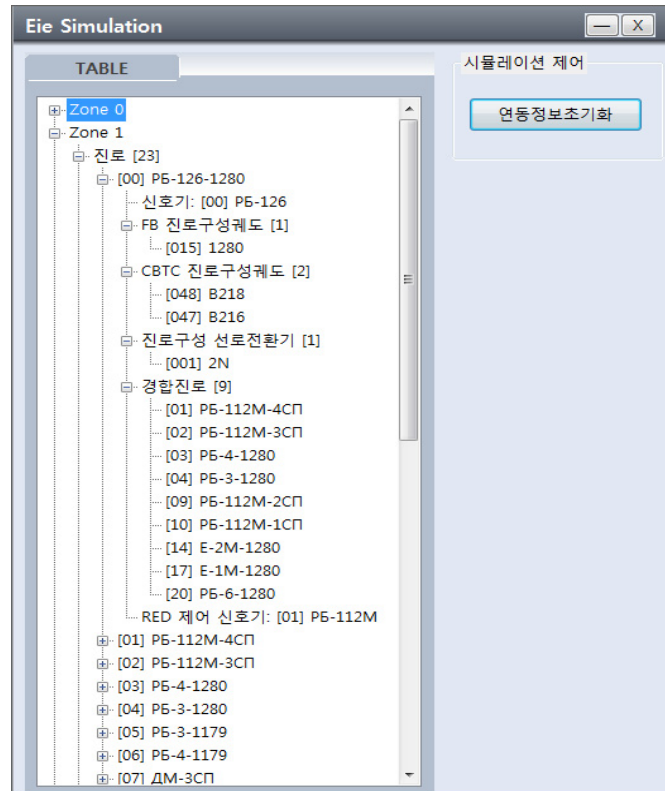 Eie Simulation
TABLE
Zone 0
Zone 1
진로 [23]
[00] РБ-126-1280
신호기: [00] РБ-126
FB 진로구성궤도 [1]
[015] 1280
CBTC 진로구성궤도 [2]
[048] B218
[047] B216
진로구성 선로전환기 [1]
[001] 2N
경합진로 [9]
[01] РБ-112М-4СП
[02] РБ-112М-3СП
[03] РБ-4-1280
[04] РБ-3-1280
[09] РБ-112М-2СП
[10] РБ-112М-1СП
[14] Е-2М-1280
[17] Е-1М-1280
[20] РБ-6-1280
RED 제어 신호기: [01] РБ-112М
[01] РБ-112М-4СП
[02] РБ-112М-3СП
[03] РБ-4-1280
[04] РБ-3-1280
[05] РБ-3-1179
[06] РБ-4-1179
[07] ДМ-3СП
시뮬레이션 제어
연동정보초기화